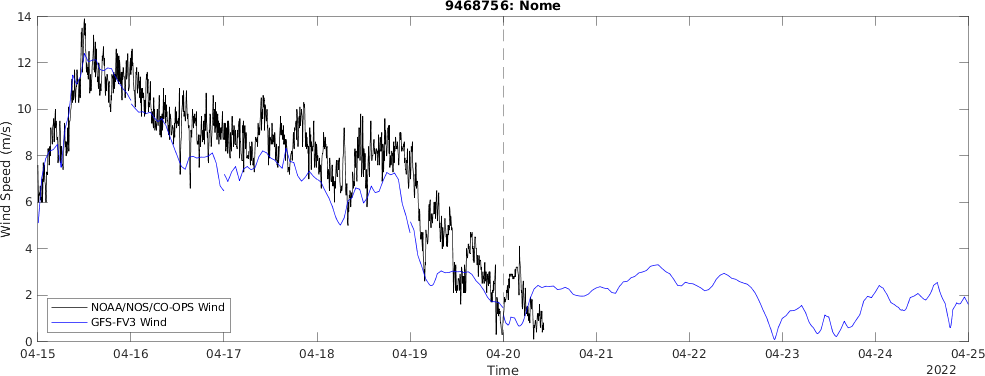 9468756: Nome
14
12
10
8
6
4
2
0
Wind Speed (m/s)
NOAA/NOS/CO-OPS Wind
GFS-FV3 Wind
04-15 04-16 04-17 04-18 04-19 04-20 04-21 04-22 04-23 04-24 04-25
Time
2022